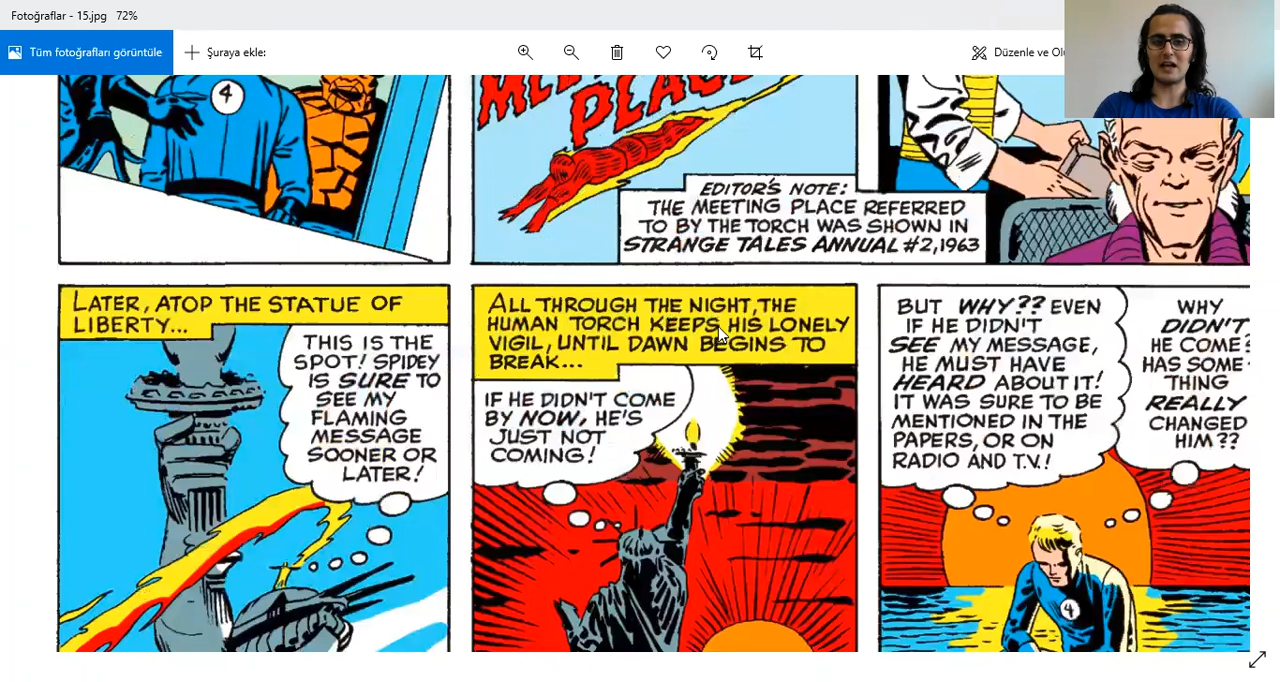 Fotoğraflar - 15.jpg 72%
Tüm fotoğrafları görüntüle
Şuraya ekle:
Düzenle ve
4
PLACE
EDITOR'S NOTE:
THE MEETING PLACE REFERRED
TO BY THE TORCH WAS SHOWN IN
STRANGE TALES ANNUAL #2, 1963
LATER, ATOP THE STATUE OF
LIBERTY...
THIS IS THE
SPOT! SPIDEY
IS SURE TO
SEE MY
FLAMING
MESSAGE
SOONER OR
LATER!
ALL THROUGH THE NIGHT, THE
HUMAN TORCH KEEPS HIS LONELY
VIGIL, UNTIL DAWN BEGINS TO
BREAK...
IF HE DIDN'T COME
BY NOW, HE'S
JUST NOT
COMING!
BUT WHY?? EVEN
IF HE DIDN'T
SEE MY MESSAGE,
HE MUST HAVE
HEARD ABOUT IT!
IT WAS SURE TO BE
MENTIONED IN THE
PAPERS, OR ON
RADIO AND T.V.!
WHY
DIDN'T
HE COME?
HAS SOME-
THING
REALLY
CHANGED
HIM??
4